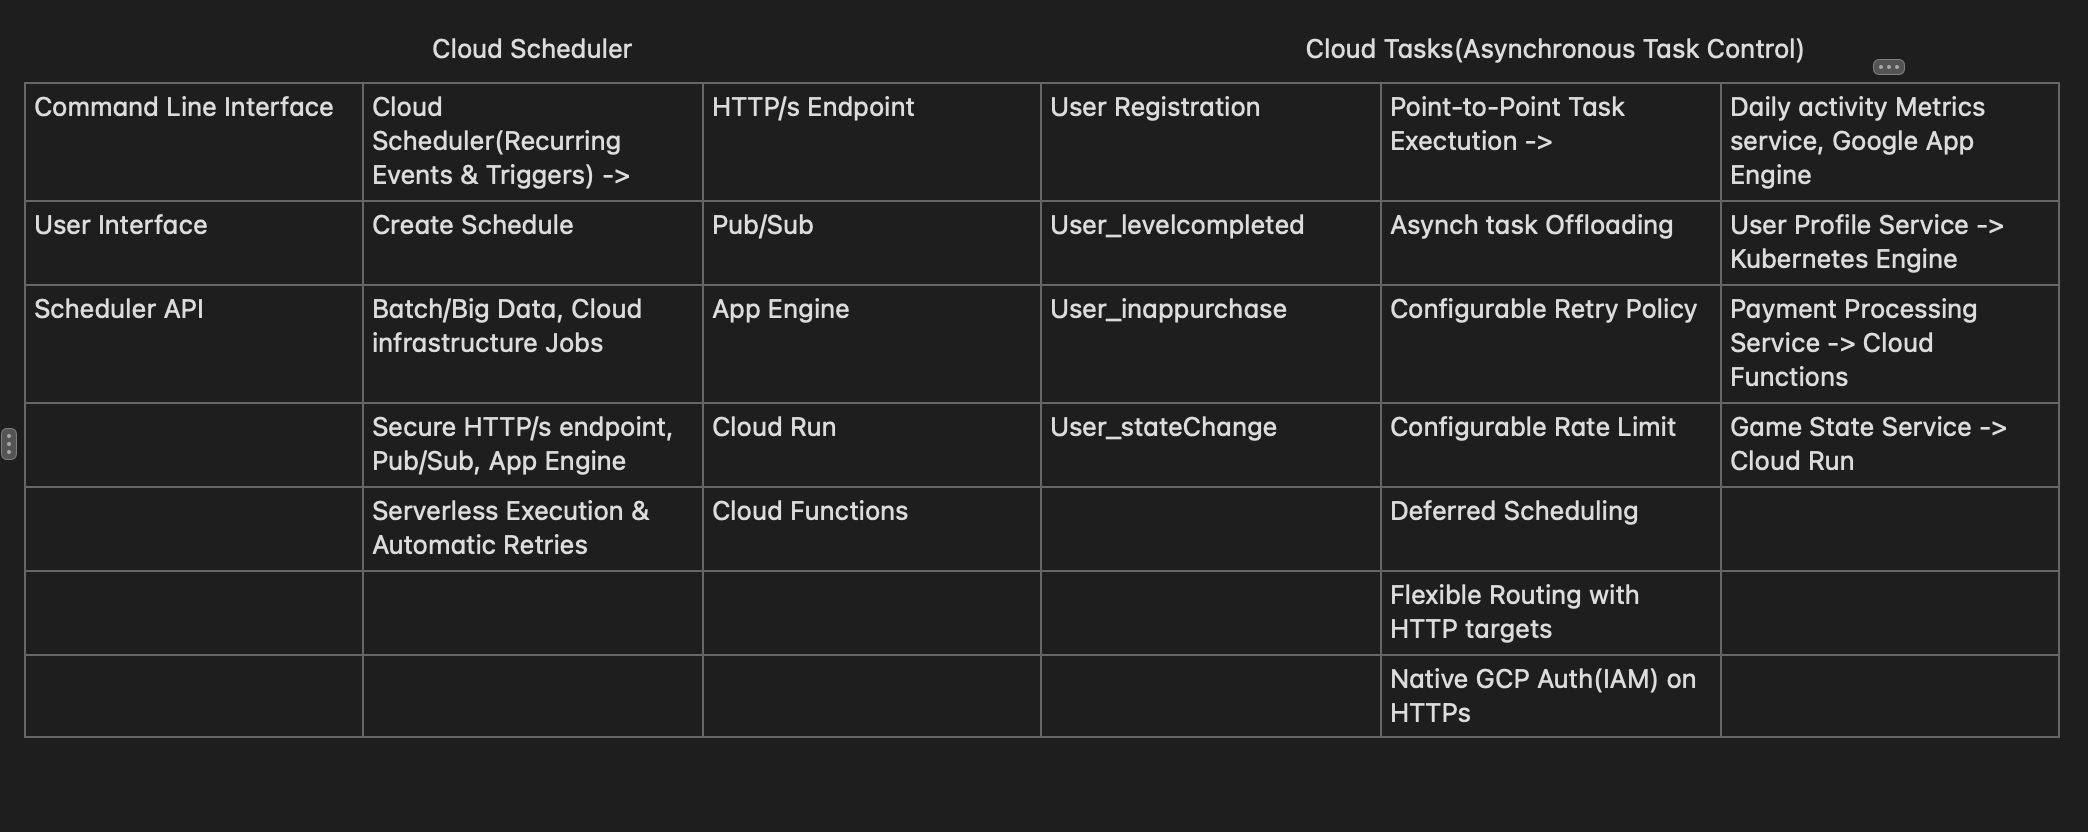 Cloud Scheduler
Cloud Tasks(Asynchronous Task Control)
Command Line Interface
Cloud
Scheduler(Recurring
Events & Triggers) ->
HTTP/s Endpoint
User Registration
Point-to-Point Task
Exectution ->
Daily activity Metrics
service, Google App
Engine
User Interface
Create Schedule
Pub/Sub
User_levelcompleted
Asynch task Offloading
User Profile Service ->
Kubernetes Engine
Scheduler API
Batch/Big Data, Cloud
infrastructure Jobs
App Engine
User_inappurchase
Configurable Retry Policy
Payment Processing
Service -> Cloud
Functions
Secure HTTP/s endpoint,
Pub/Sub, App Engine
Cloud Run
User_stateChange
Configurable Rate Limit
Game State Service ->
Cloud Run
Serverless Execution &
Automatic Retries
Cloud Functions
Deferred Scheduling
Flexible Routing with
HTTP targets
Native GCP Auth(IAM) on
HTTPs